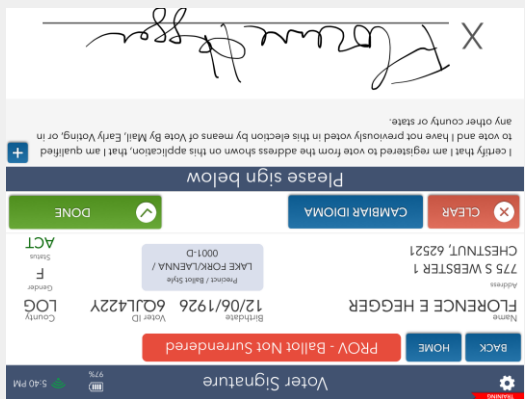 TRAINING
Voter Signature
97%
5:40 PM
BACK
HOME
PROV - Ballot Not Surrendered
Name
Birthdate
Voter ID
County
FLORENCE E HEGGER
12/06/1926
6QJL422Y
LOG
Address
775 S WEBSTER 1
CHESTNUT, 62521
Precinct / Ballot Style
LAKE FORK/LAENNA /
0001-D
Gender
F
Status
ACT
CLEAR
CAMBIAR IDIOMA
DONE
Please sign below
I certify that I am registered to vote from the address shown on this application, that I am qualified
to vote and I have not previously voted in this election by means of Vote By Mail, Early Voting, or in
any other county or state.
+
X